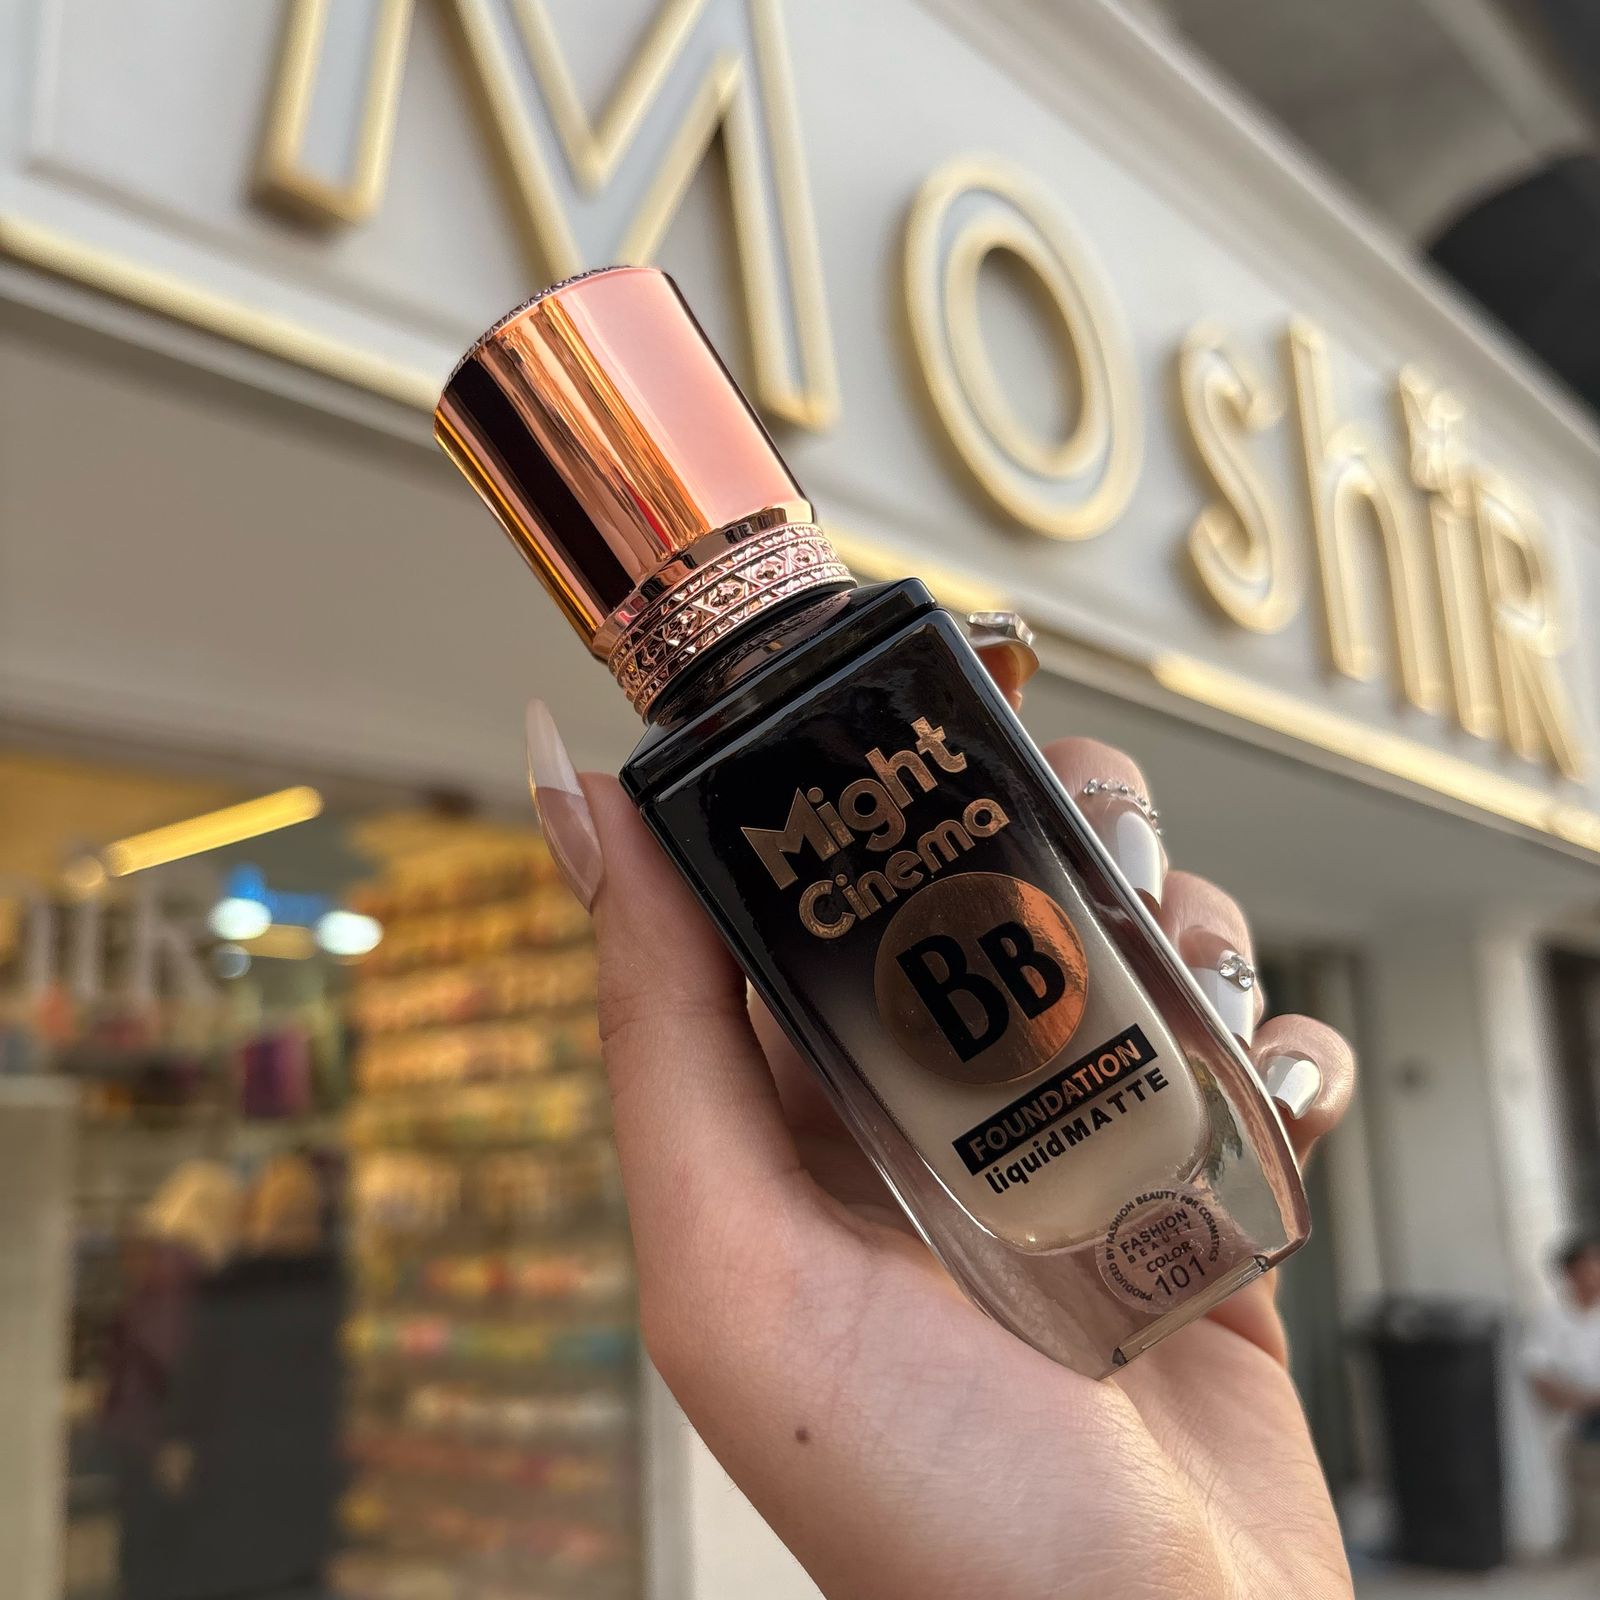 MOshiR
Might
Cinema
BB
FOUNDATION
liquidMATTE
PRODUCED BY FASHION BEAUTY FOR COSMETICS
FASHION
BEAUTY
COLOR
101